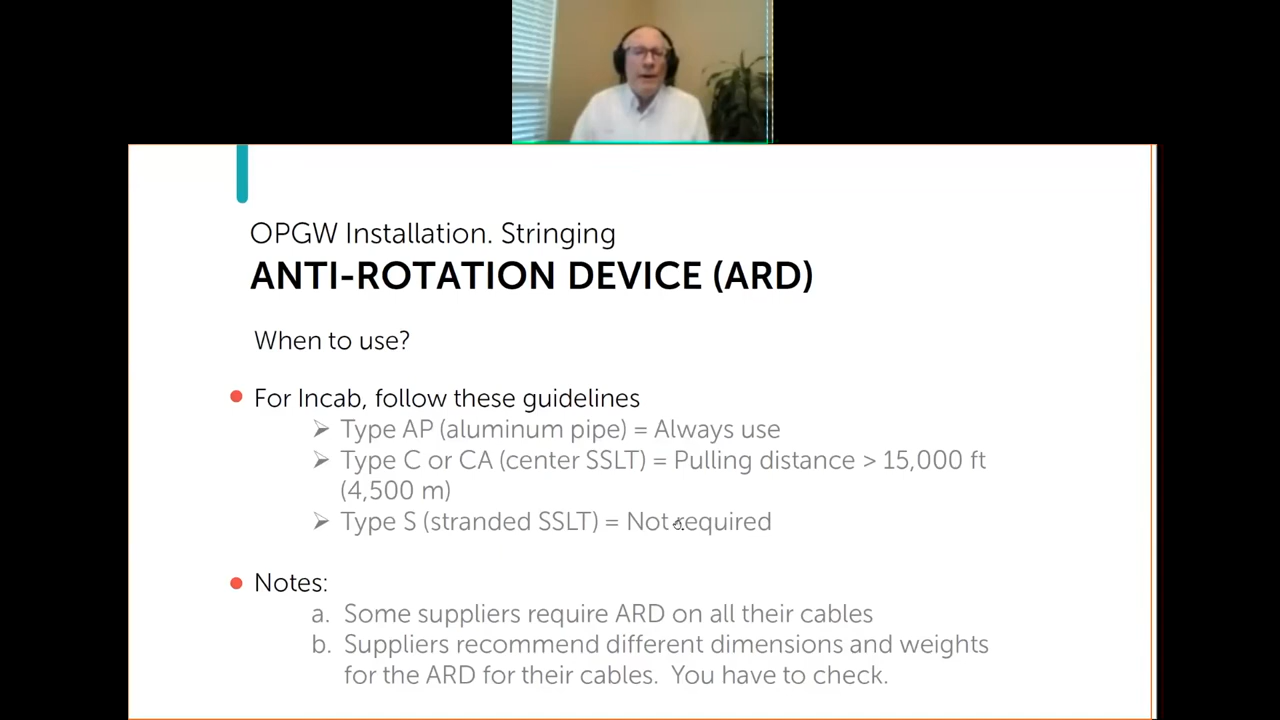 OPGW Installation. Stringing
ANTI-ROTATION DEVICE (ARD)
When to use?
For Incab, follow these guidelines
Type AP (aluminum pipe) = Always use
Type C or CA (center SSLT) = Pulling distance > 15,000 ft
(4,500 m)
Type S (stranded SSLT) = Not required
Notes:
a. Some suppliers require ARD on all their cables
b. Suppliers recommend different dimensions and weights
for the ARD for their cables. You have to check.